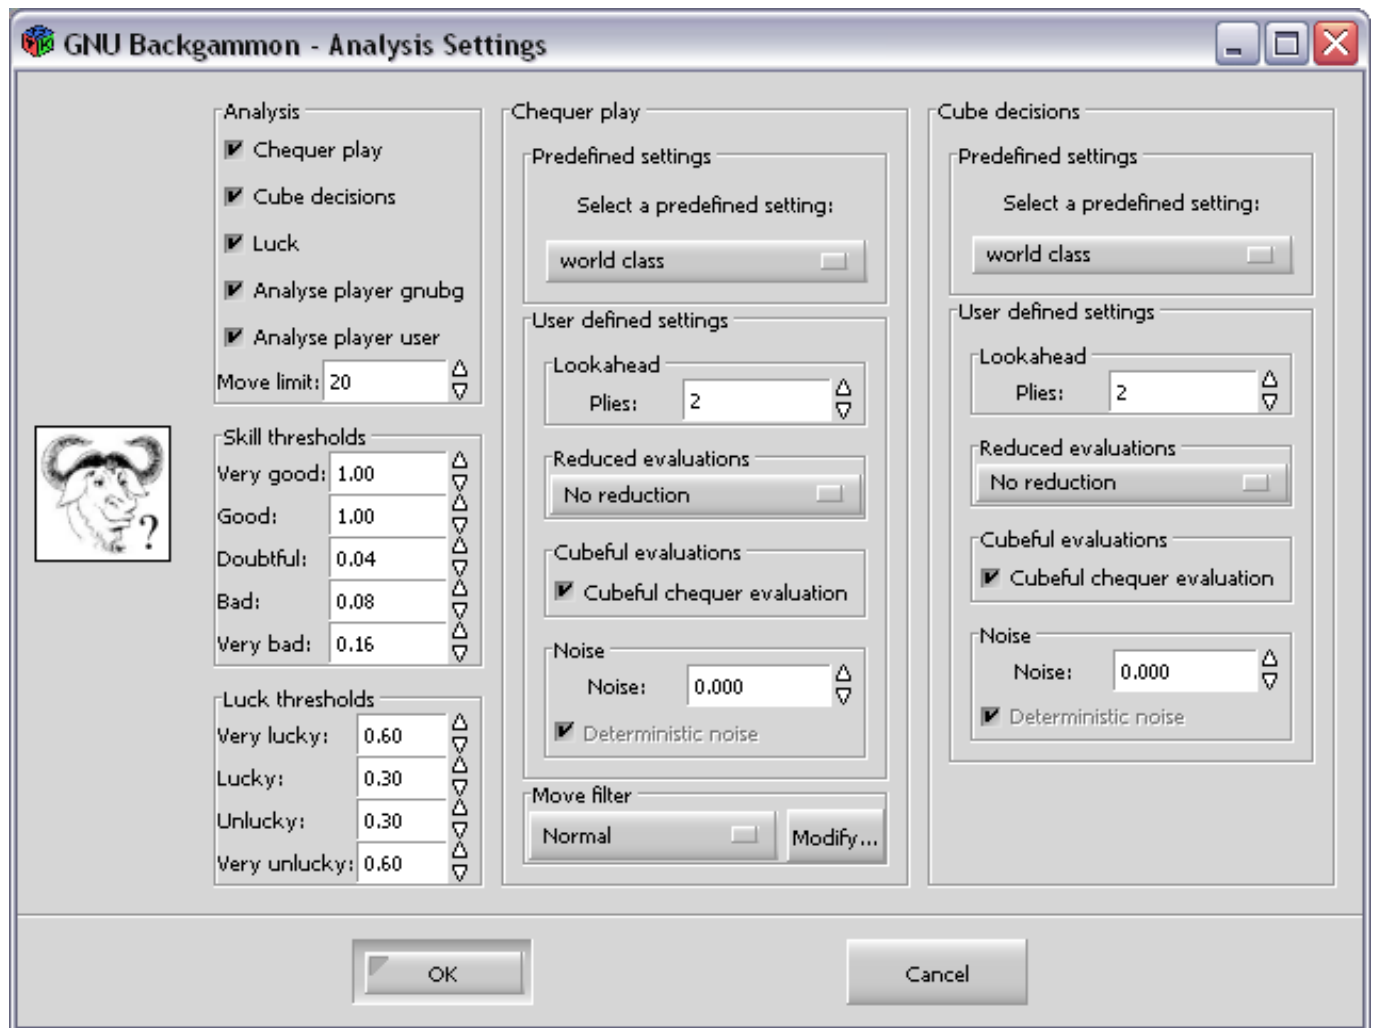 GNU Backgammon - Analysis Settings
Analysis
Chequer play
Cube decisions
Luck
Analyse player gnubg
Analyse player user
Move limit: 20
Skill thresholds
Very good: 1.00
Good: 1.00
Doubtful: 0.04
Bad: 0.08
Very bad: 0.16
Luck thresholds
Very lucky: 0.60
Lucky: 0.30
Unlucky: 0.30
Very unlucky: 0.60
?
Chequer play
Predefined settings
Select a predefined setting:
world class
User defined settings
Lookahead
Plies: 2
Reduced evaluations
No reduction
Cubeful evaluations
Cubeful chequer evaluation
Noise
Noise: 0.000
Deterministic noise
Move filter
Normal Modify...
Cube decisions
Predefined settings
Select a predefined setting:
world class
User defined settings
Lookahead
Plies: 2
Reduced evaluations
No reduction
Cubeful evaluations
Cubeful chequer evaluation
Noise
Noise: 0.000
Deterministic noise
OK Cancel